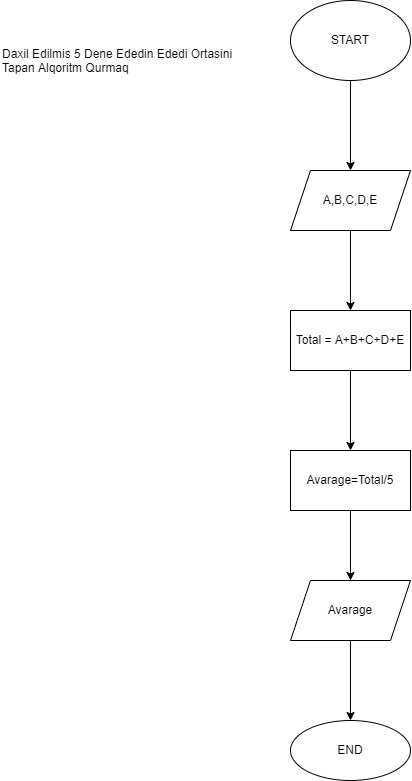 START
Daxil Edilmis 5 Dene Ededin Ededi Ortasini
Tapan Alqoritm Qurmaq
A,B,C,D,E
Total = A+B+C+D+E
Avarage=Total/5
Avarage
END